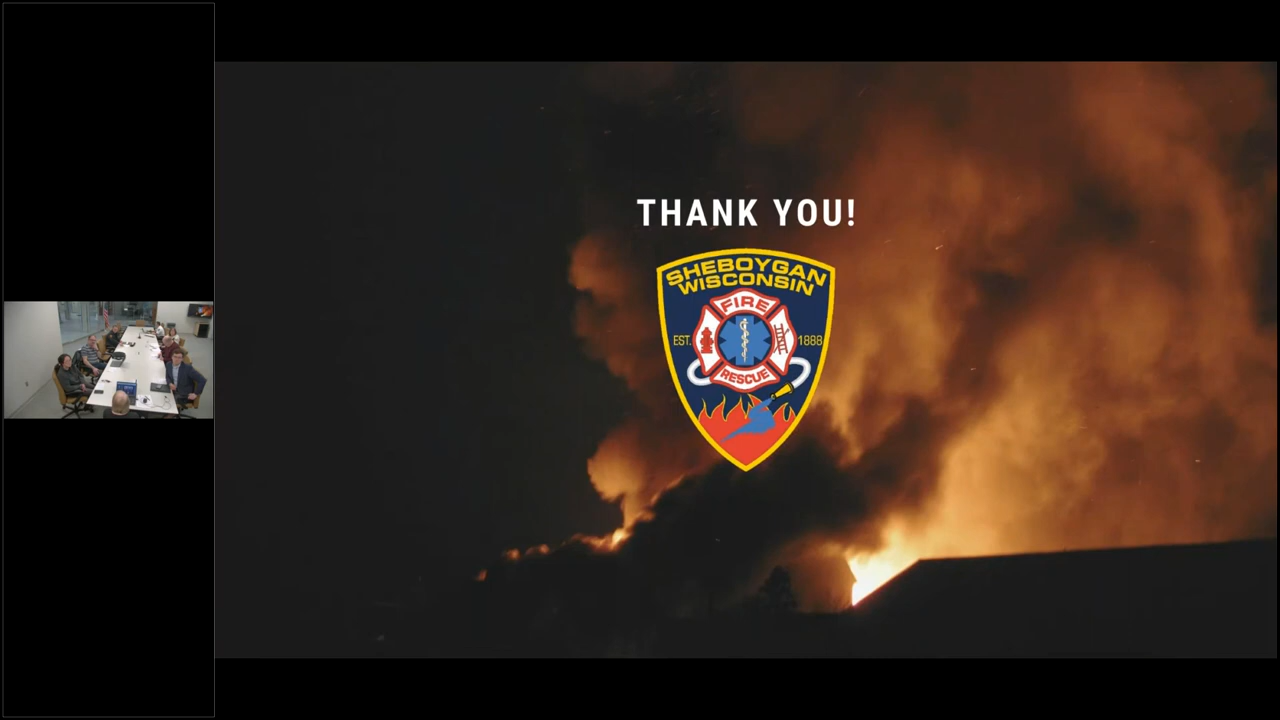 THANK YOU!
SHEBOYGAN
WISCONSIN
FIRE
EST. 1888
RESCUE